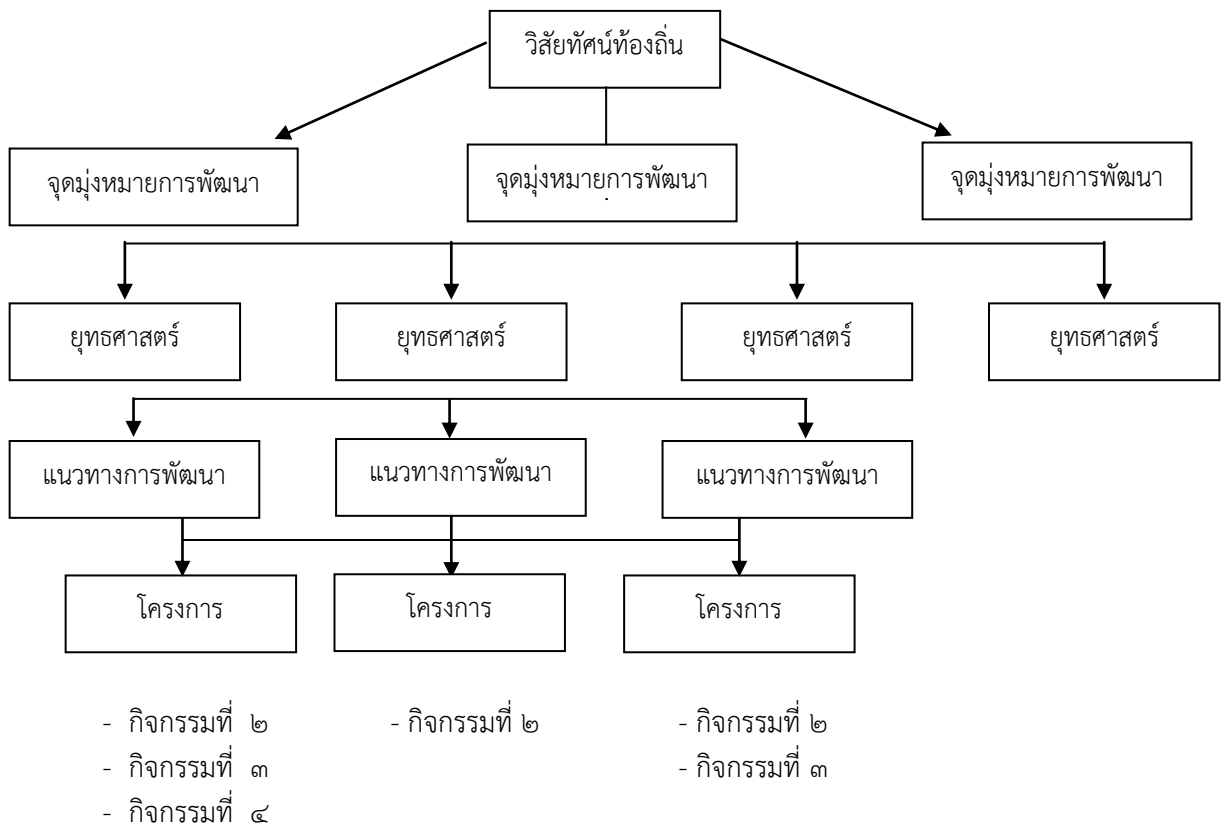 วิสัยทัศน์ท้องถิ่น
จุดมุ่งหมายการพัฒนา
จุดมุ่งหมายการพัฒนา
จุดมุ่งหมายการพัฒนา
ยุทธศาสตร์
ยุทธศาสตร์
ยุทธศาสตร์
ยุทธศาสตร์
แนวทางการพัฒนา
แนวทางการพัฒนา
แนวทางการพัฒนา
โครงการ
โครงการ
โครงการ
- กิจกรรมที่ ๒
- กิจกรรมที่ ๓
- กิจกรรมที่ ๔
- กิจกรรมที่ ๒
- กิจกรรมที่ ๒
- กิจกรรมที่ ๓